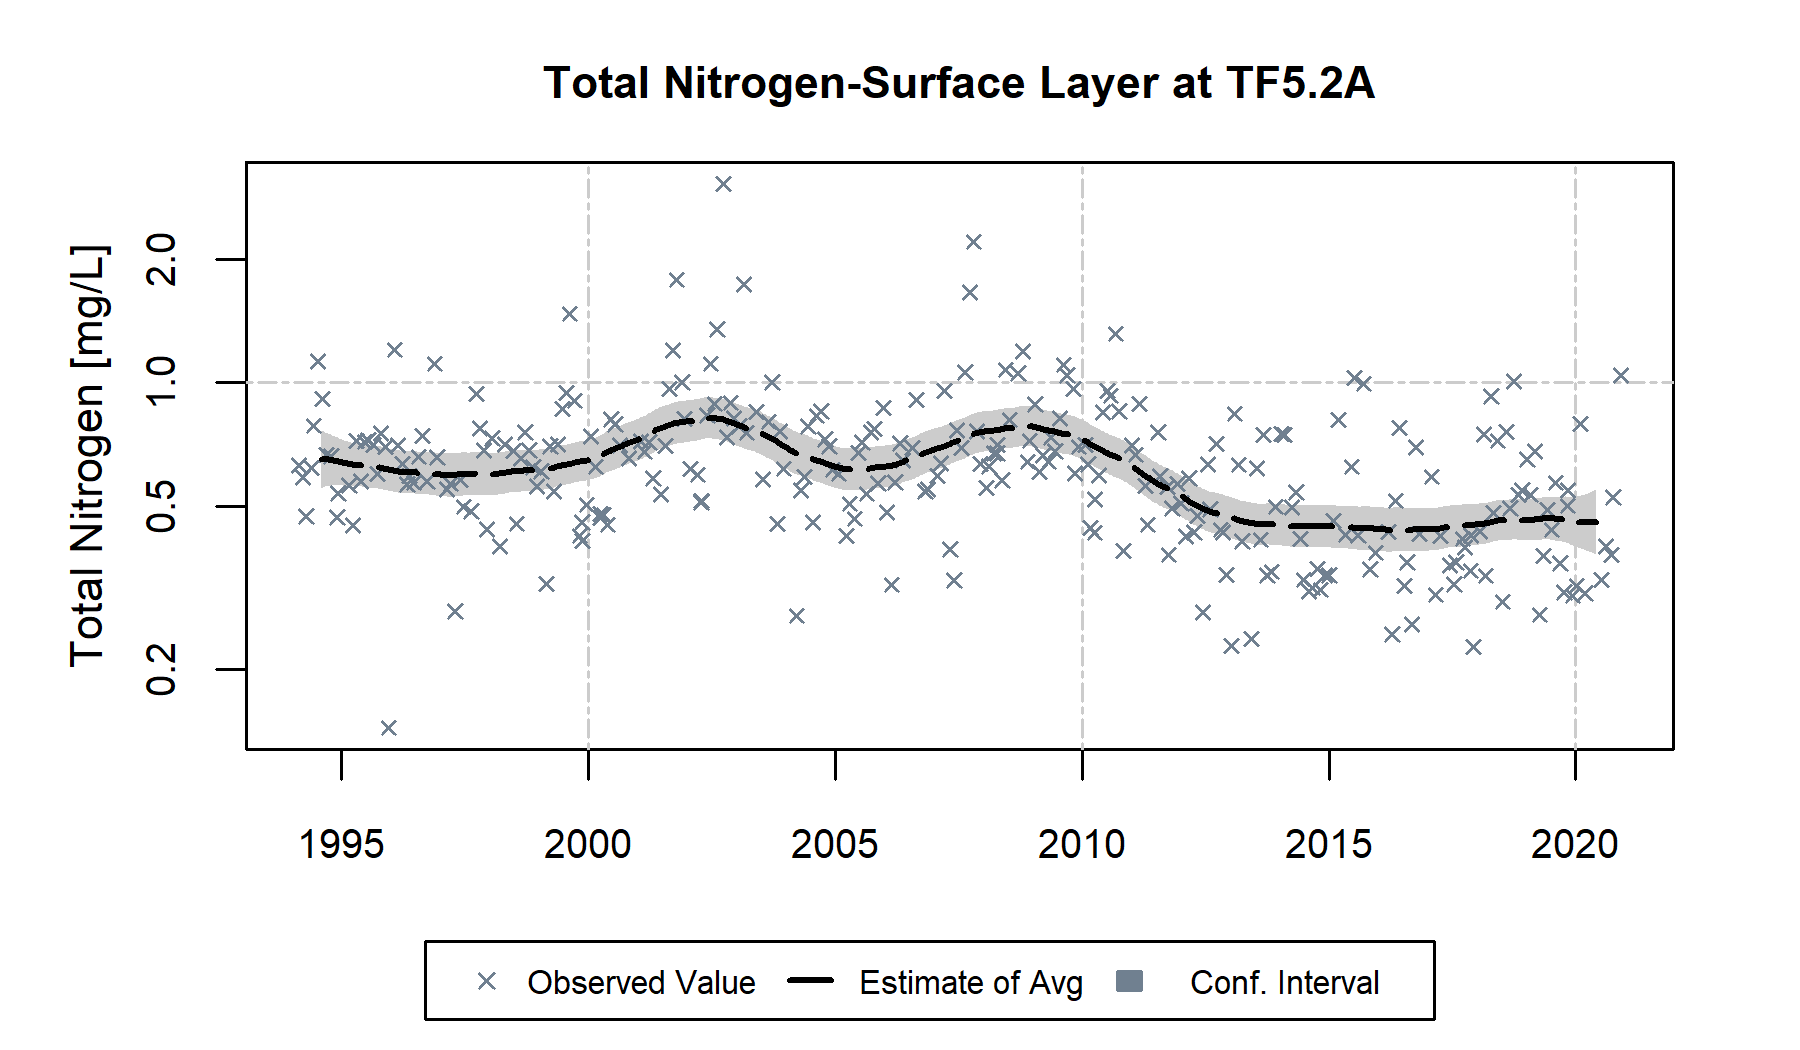 Total Nitrogen-Surface Layer at TF5.2A
Total Nitrogen [mg/L]
2.0
1.0
0.5
0.2
1995 2000 2005 2010 2015 2020
Observed Value Estimate of Avg Conf. Interval